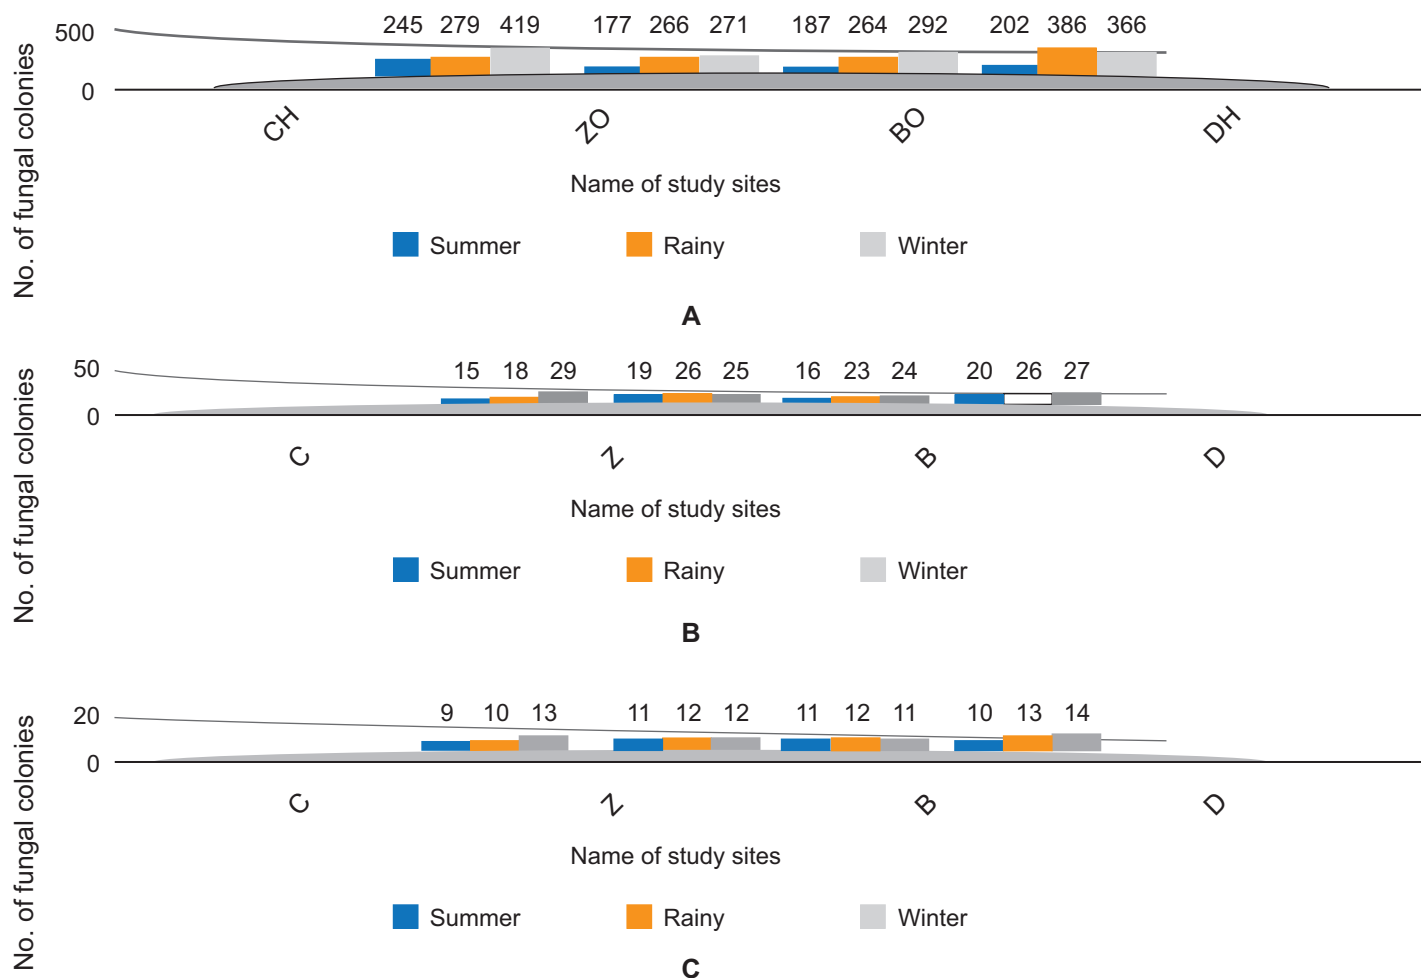 500 245 279 419 177 266 271 187 264 292 202 386 366
0
No. of fungal colonies
CH ZO BO DH
Name of study sites
Summer Rainy Winter
A
50 15 18 29 19 26 25 16 23 24 20 26 27
0
No. of fungal colonies
C Z B D
Name of study sites
Summer Rainy Winter
B
20 9 10 13 11 12 12 11 12 11 10 13 14
0
No. of fungal colonies
C Z B D
Name of study sites
Summer Rainy Winter
C